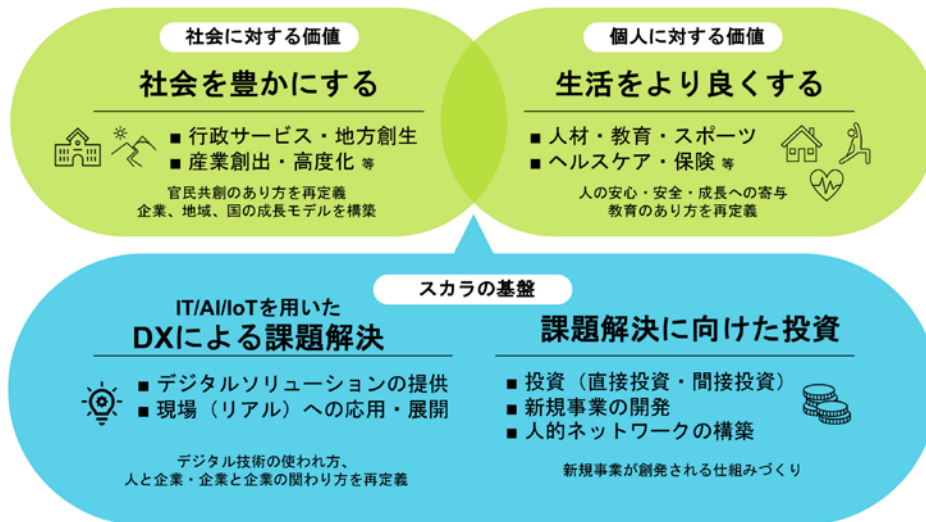 社会に対する価値
社会を豊かにする
■ 行政サービス・地方創生
■ 産業創出・高度化 等
官民共創のあり方を再定義
企業、地域、国の成長モデルを構築
個人に対する価値
生活をより良くする
■ 人材・教育・スポーツ
■ ヘルスケア・保険 等
人の安心・安全・成長への寄与
教育のあり方を再定義
スカラの基盤
IT/AI/IoTを用いた
DXによる課題解決
■ デジタルソリューションの提供
■ 現場（リアル）への応用・展開
デジタル技術の使われ方、
人と企業・企業と企業の関わり方を再定義
課題解決に向けた投資
■ 投資（直接投資・間接投資）
■ 新規事業の開発
■ 人的ネットワークの構築
新規事業が創発される仕組みづくり